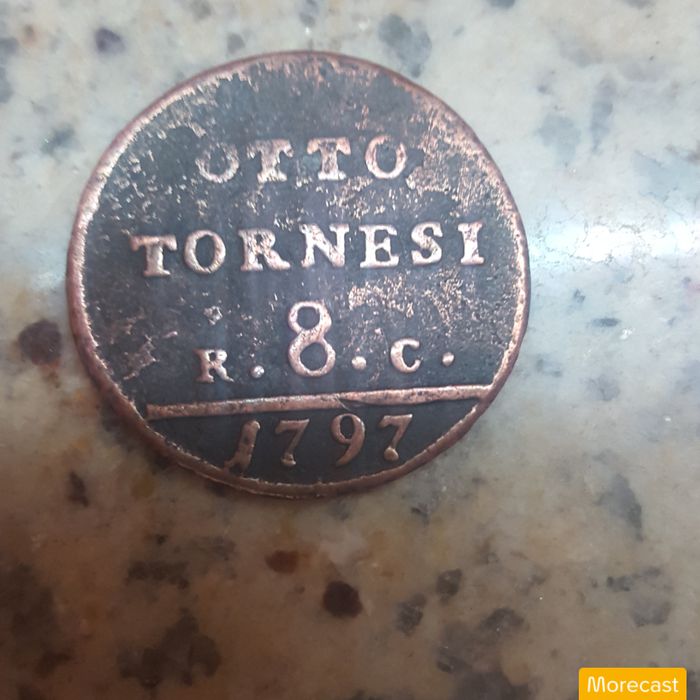 OTTO
TORNESI
R. 8. C.
1797
Morecast